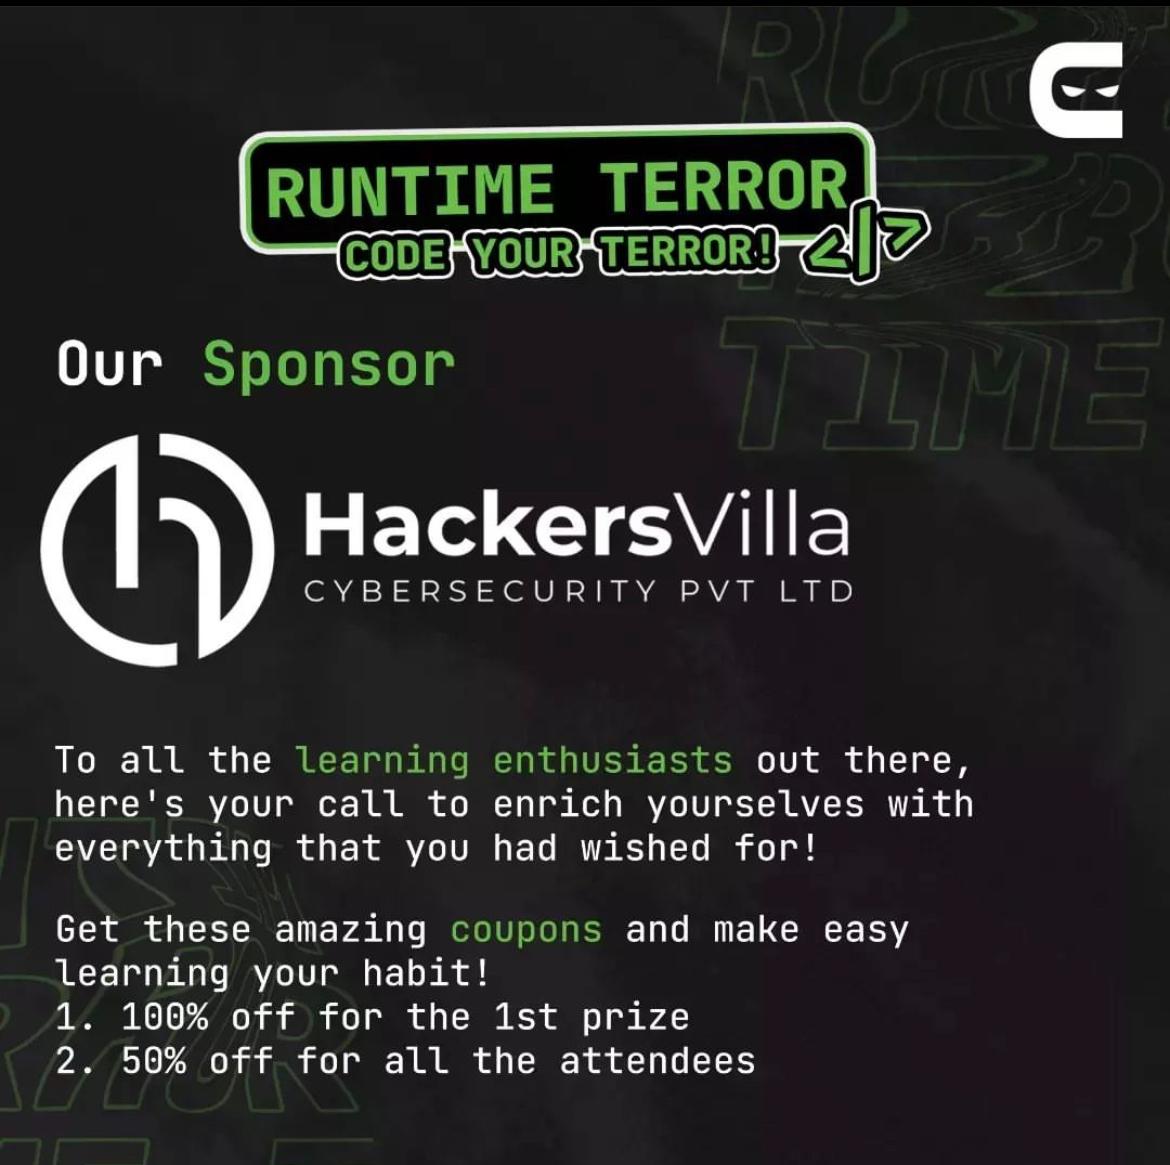 RUNTIME TERROR
CODE YOUR TERROR! </>
Our Sponsor
HackersVilla
CYBERSECURITY PVT LTD
To all the learning enthusiasts out there,
here's your call to enrich yourselves with
everything that you had wished for!
Get these amazing coupons and make easy
learning your habit!
1. 100% off for the 1st prize
2. 50% off for all the attendees